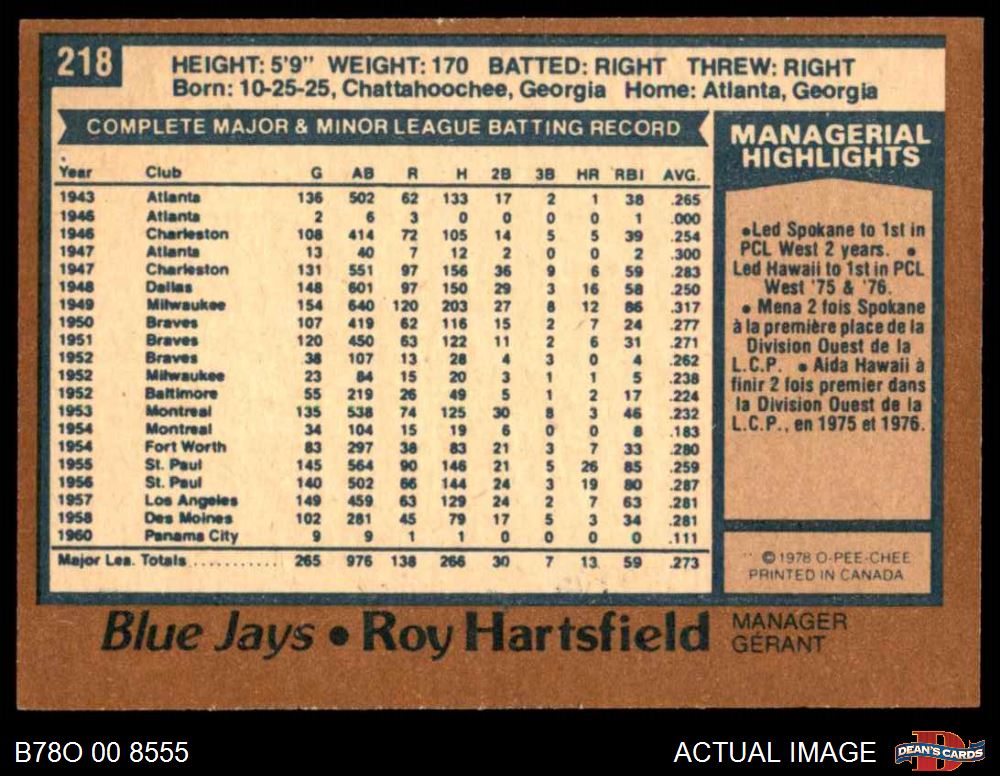 218
HEIGHT: 5'9" WEIGHT: 170 BATTED: RIGHT THREW: RIGHT
Born: 10-25-25, Chattahoochee, Georgia Home: Atlanta, Georgia
COMPLETE MAJOR & MINOR LEAGUE BATTING RECORD
Year Club G AB R H 2B 3B HR RBI AVG.
1943 Atlanta 136 502 62 133 17 2 1 38 .265
1946 Atlanta 2 6 3 0 0 0 0 1 .000
1946 Charleston 108 414 72 105 14 5 5 39 .254
1947 Atlanta 13 40 7 12 2 0 0 2 .300
1947 Charleston 131 551 97 156 36 9 6 59 .283
1948 Dallas 148 601 97 150 29 3 16 58 .250
1949 Milwaukee 154 640 120 203 27 8 12 86 .317
1950 Braves 107 419 62 116 15 2 7 24 .277
1951 Braves 120 450 63 122 11 2 6 31 .271
1952 Braves 38 107 13 28 4 3 0 4 .262
1952 Milwaukee 23 84 15 20 3 1 1 5 .238
1952 Baltimore 55 219 26 49 5 1 2 17 .224
1953 Montreal 135 538 74 125 30 8 3 46 .232
1954 Montreal 34 104 15 19 6 0 0 8 .183
1954 Fort Worth 83 297 38 83 21 3 7 33 .280
1955 St. Paul 145 564 90 146 21 5 26 85 .259
1956 St. Paul 140 502 66 144 24 3 19 80 .287
1957 Los Angeles 149 459 63 129 24 2 7 63 .281
1958 Des Moines 102 281 45 79 17 5 3 34 .281
1960 Panama City 9 9 1 1 0 0 0 0 .111
Major Lea. Totals............ 265 976 138 266 30 7 13 59 .273
MANAGERIAL
HIGHLIGHTS
•Led Spokane to 1st in
PCL West 2 years. •
Led Hawaii to 1st in PCL
West '75 & '76.
• Mena 2 fois Spokane
à la première place de la
Division Ouest de la
L.C.P. • Aida Hawaii à
finir 2 fois premier dans
la Division Ouest de la
L.C.P., en 1975 et 1976.
© 1978 O-PEE-CHEE
PRINTED IN CANADA
Blue Jays • Roy Hartsfield
MANAGER
GÉRANT
B78O 00 8555
ACTUAL IMAGE
DEAN'S CARDS